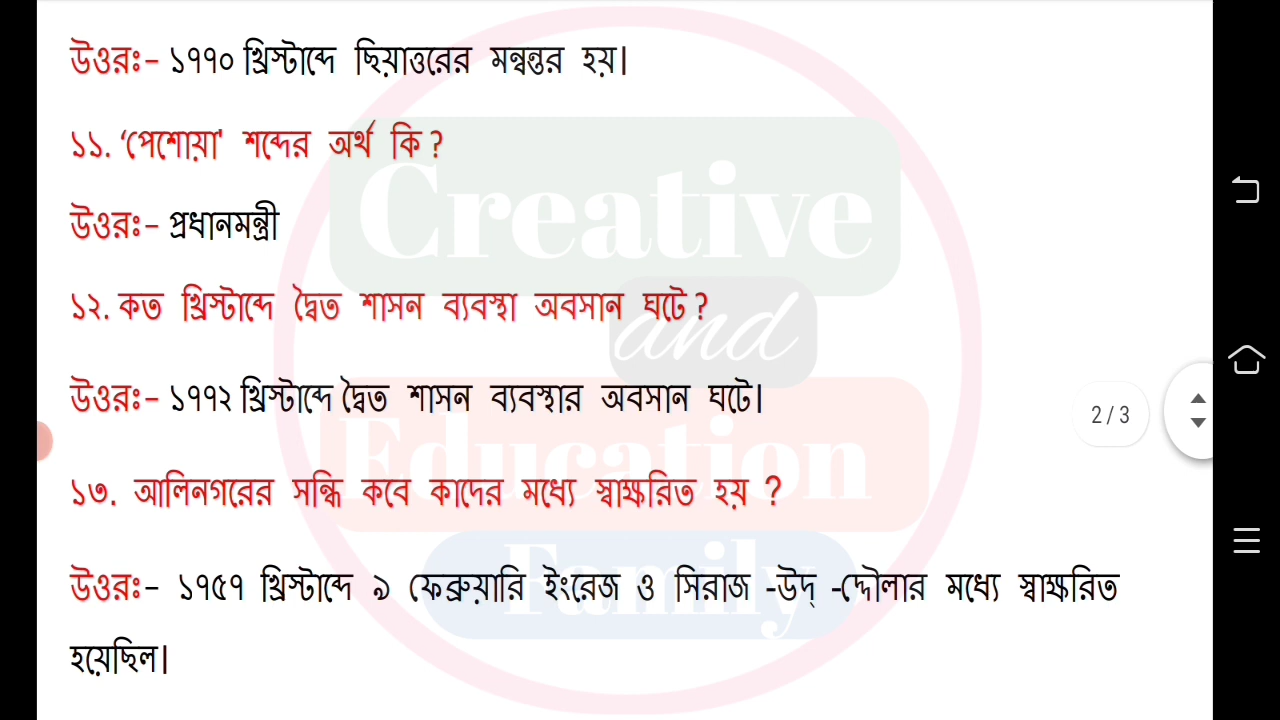 উওরঃ- ১৭৭০ খ্রিস্টাব্দে ছিয়াত্তরের মন্বন্তর হয়।
১১. ‘পেশোয়া' শব্দের অর্থ কি ?
উওরঃ- প্রধানমন্ত্রী
১২. কত খ্রিস্টাব্দে দ্বৈত শাসন ব্যবস্থা অবসান ঘটে ?
উওরঃ- ১৭৭২ খ্রিস্টাব্দে দ্বৈত শাসন ব্যবস্থার অবসান ঘটে।
2 / 3
১৩. আলিনগরের সন্ধি কবে কাদের মধ্যে স্বাক্ষরিত হয় ?
উওরঃ- ১৭৫৭ খ্রিস্টাব্দে ৯ ফেব্রুয়ারি ইংরেজ ও সিরাজ -উদ্ -দ্দৌলার মধ্যে স্বাক্ষরিত
হয়েছিল।
Creative
and
Education
Family